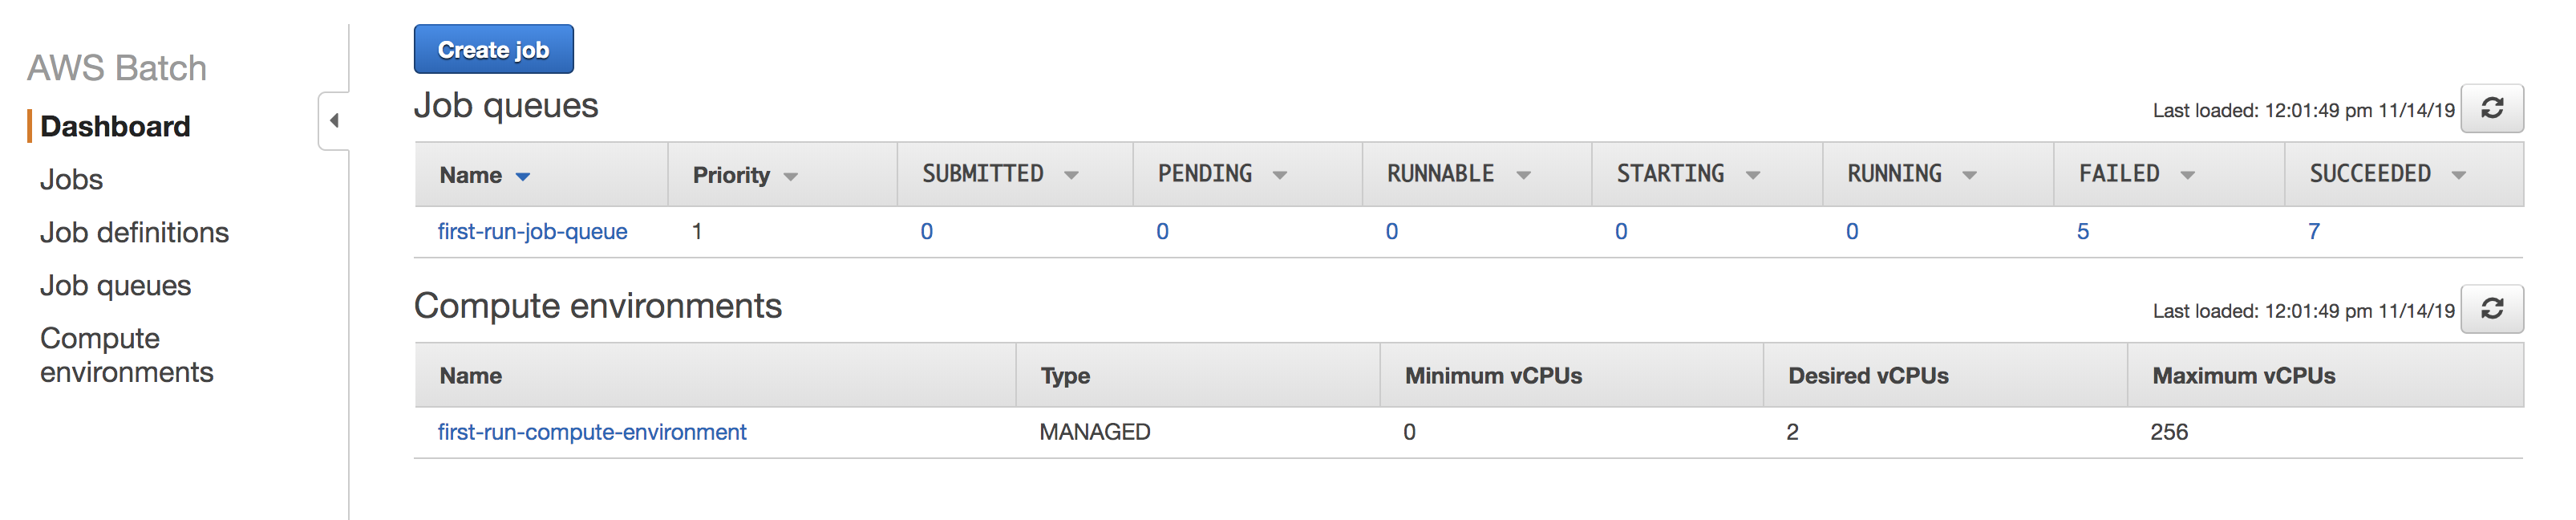 AWS Batch
Dashboard
Jobs
Job definitions
Job queues
Compute
environments
Create job
Job queues
Last loaded: 12:01:49 pm 11/14/19
Name Priority SUBMITTED PENDING RUNNABLE STARTING RUNNING FAILED SUCCEEDED
first-run-job-queue 1 0 0 0 0 0 5 7
Compute environments
Last loaded: 12:01:49 pm 11/14/19
Name Type Minimum vCPUs Desired vCPUs Maximum vCPUs
first-run-compute-environment MANAGED 0 2 256